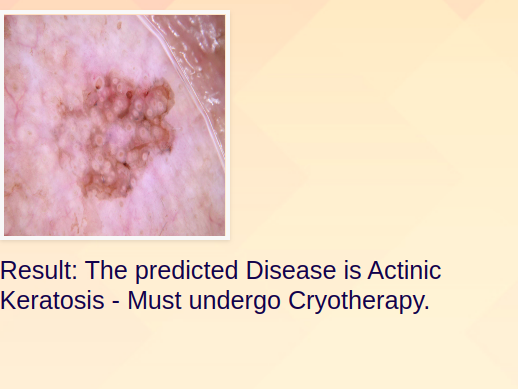 Result: The predicted Disease is Actinic
Keratosis - Must undergo Cryotherapy.